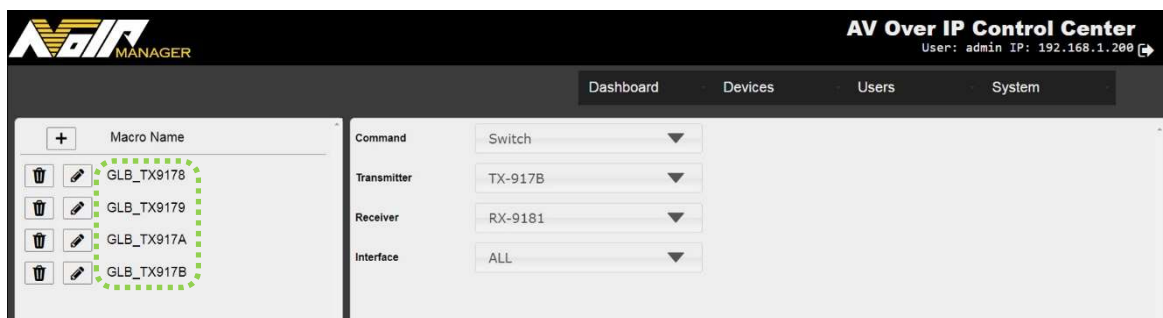 AVoIP MANAGER
AV Over IP Control Center
User: admin IP: 192.168.1.200
Dashboard Devices Users System
+ Macro Name
GLB_TX9178
GLB_TX9179
GLB_TX917A
GLB_TX917B
Command Switch
Transmitter TX-917B
Receiver RX-9181
Interface ALL